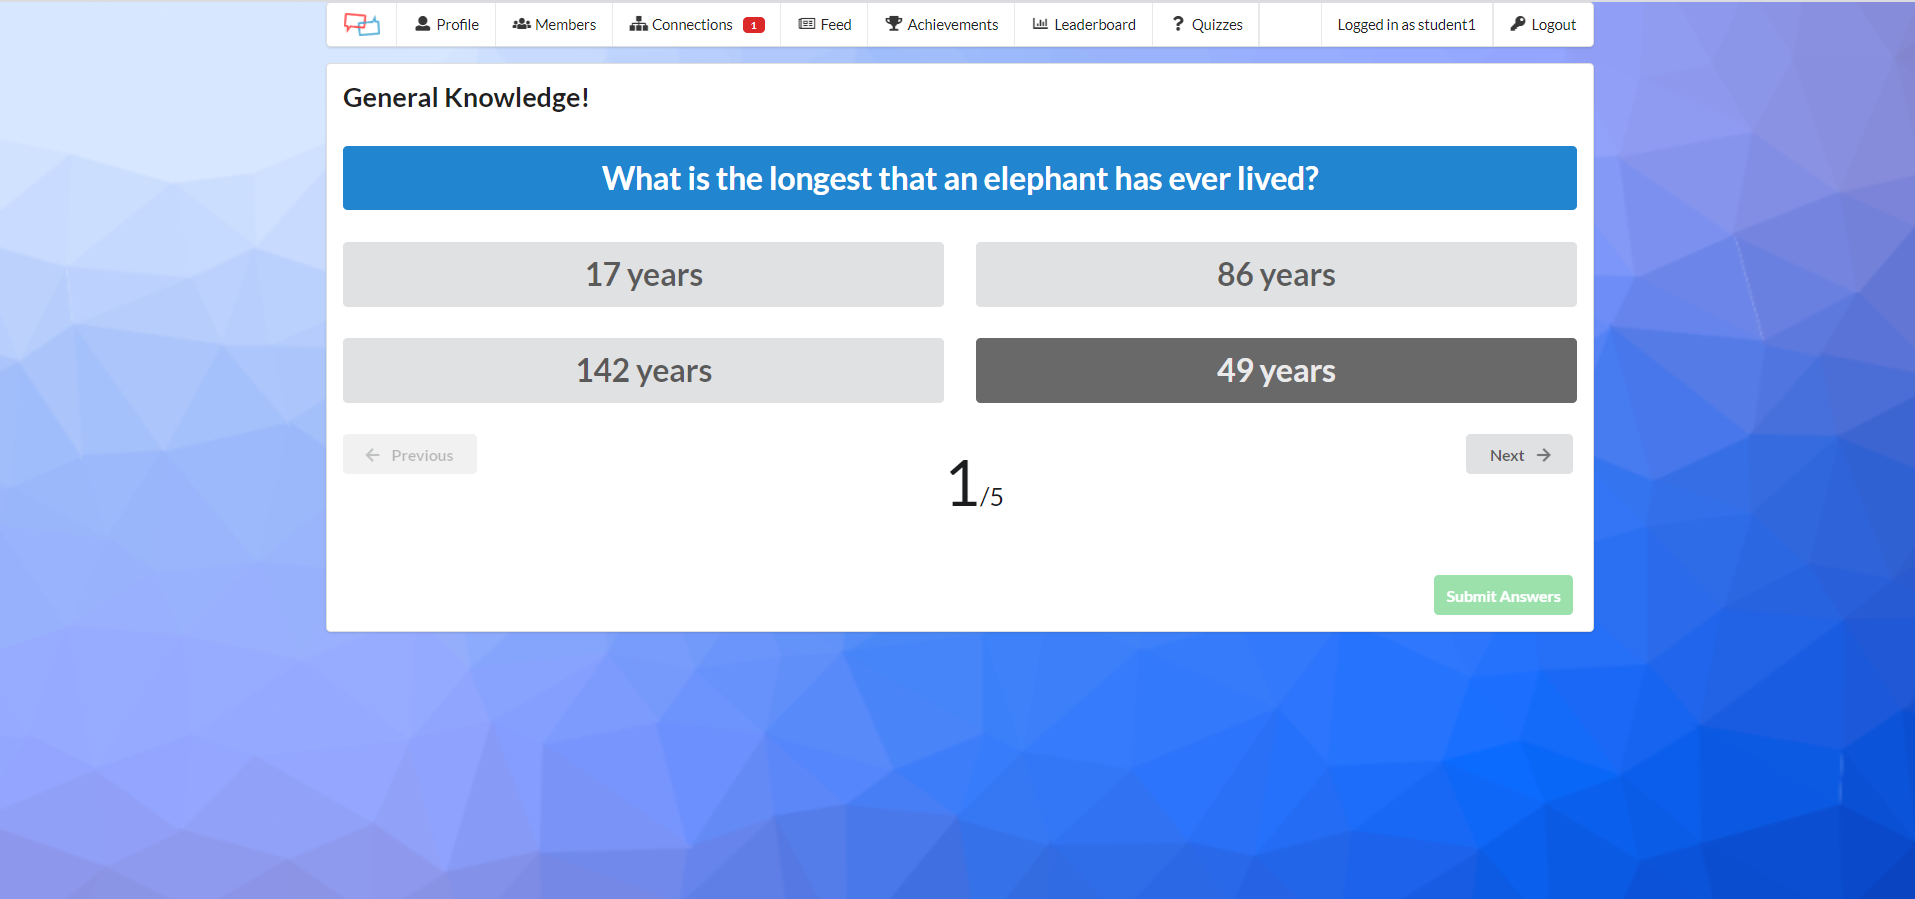 Profile Members Connections 1 Feed Achievements Leaderboard ? Quizzes Logged in as student1 Logout
General Knowledge!
What is the longest that an elephant has ever lived?
17 years 86 years
142 years 49 years
Previous Next
1/5
Submit Answers